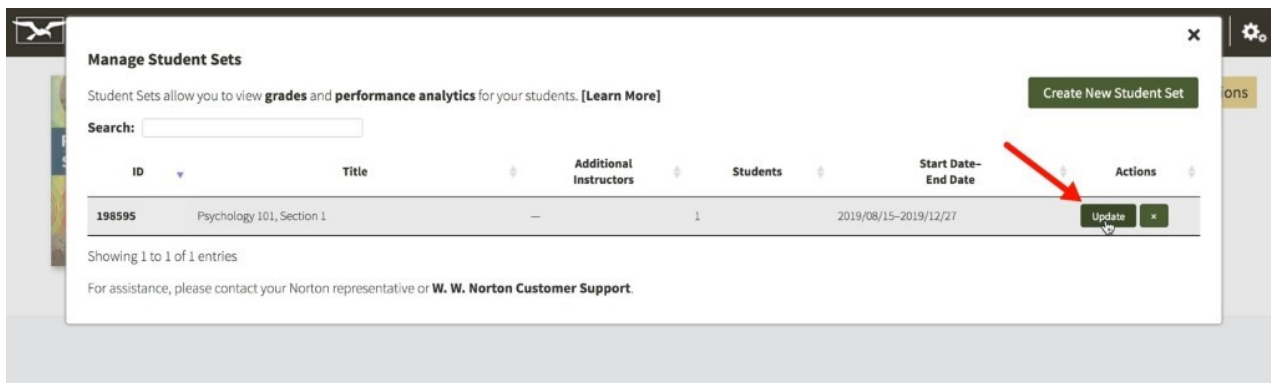 Manage Student Sets
Student Sets allow you to view grades and performance analytics for your students. [Learn More]
Create New Student Set
ons
Search:
ID Title Additional Instructors Students Start Date– End Date Actions
198595 Psychology 101, Section 1 — 1 2019/08/15–2019/12/27 Update ×
Showing 1 to 1 of 1 entries
For assistance, please contact your Norton representative or W. W. Norton Customer Support.